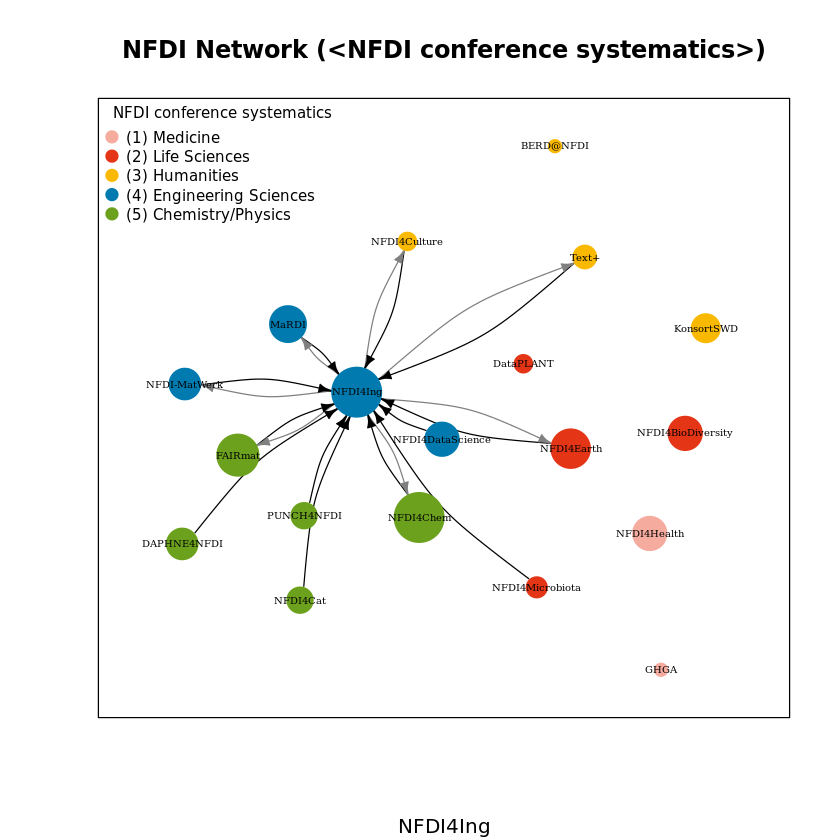 NFDI Network (<NFDI conference systematics>)
NFDI conference systematics
(1) Medicine
(2) Life Sciences
(3) Humanities
(4) Engineering Sciences
(5) Chemistry/Physics
BERD@NFDI
NFDI4Culture
Text+
MaRDI
KonsortSWD
DataPLANT
NFDI-MatWerk
NFDI4Ing
NFDI4BioDiversity
NFDI4DataScience
NFDI4Earth
FAIRmat
PUNCH4NFDI
NFDI4Chem
NFDI4Health
DAPHNE4NFDI
NFDI4Microbiota
NFDI4Cat
GHGA
NFDI4Ing